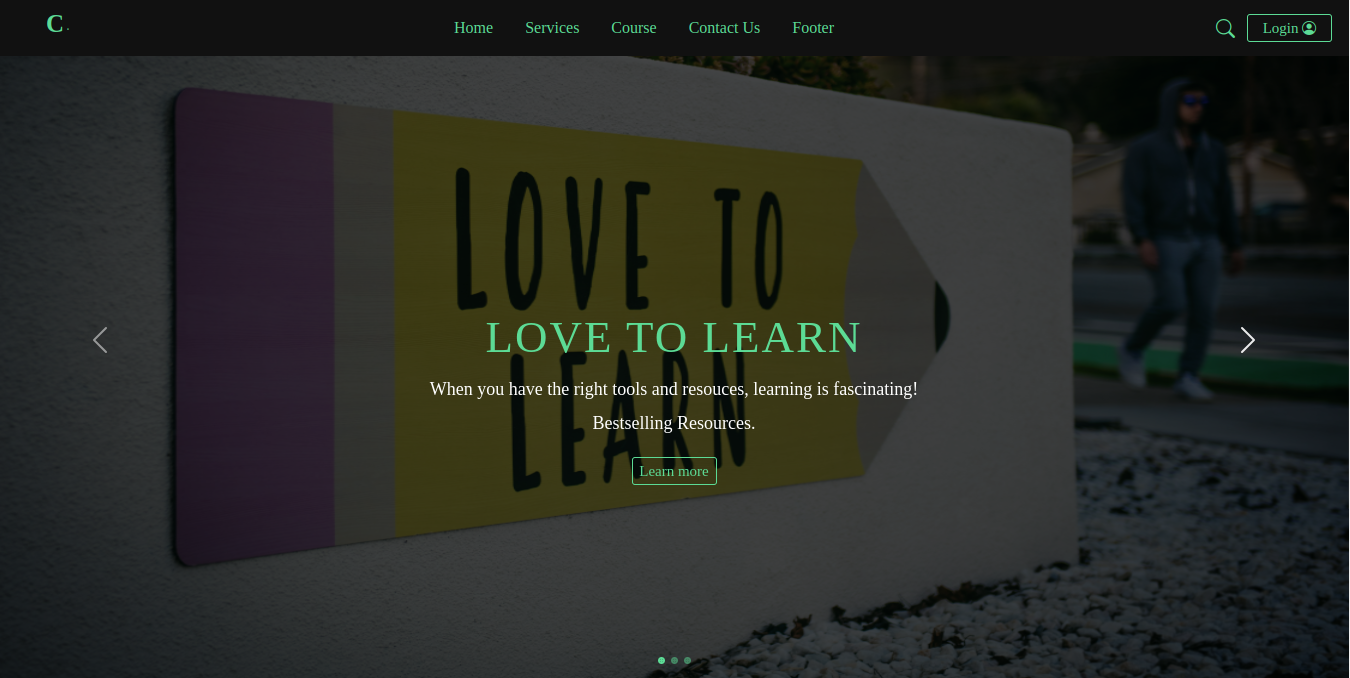 C.
Home Services Course Contact Us Footer
Login
LOVE TO
LEARN
LOVE TO LEARN
When you have the right tools and resouces, learning is fascinating!
Bestselling Resources.
Learn more